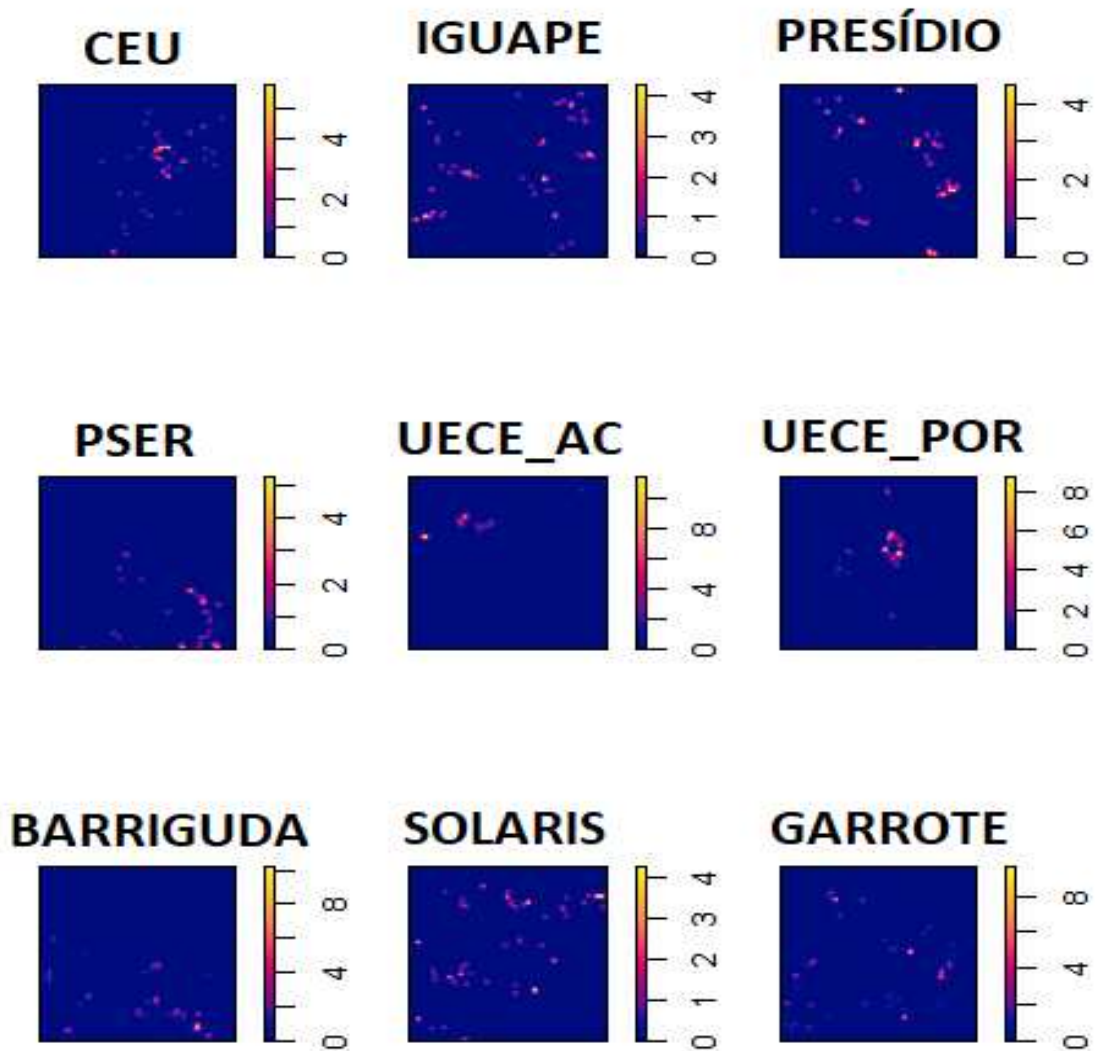 CEU
IGUAPE
PRESÍDIO
0 2 4
0 1 2 3 4
0 2 4
PSER
UECE_AC
UECE_POR
0 2 4
0 4 8
0 2 4 6 8
BARRIGUDA
SOLARIS
GARROTE
0 4 8
0 1 2 3 4
0 4 8